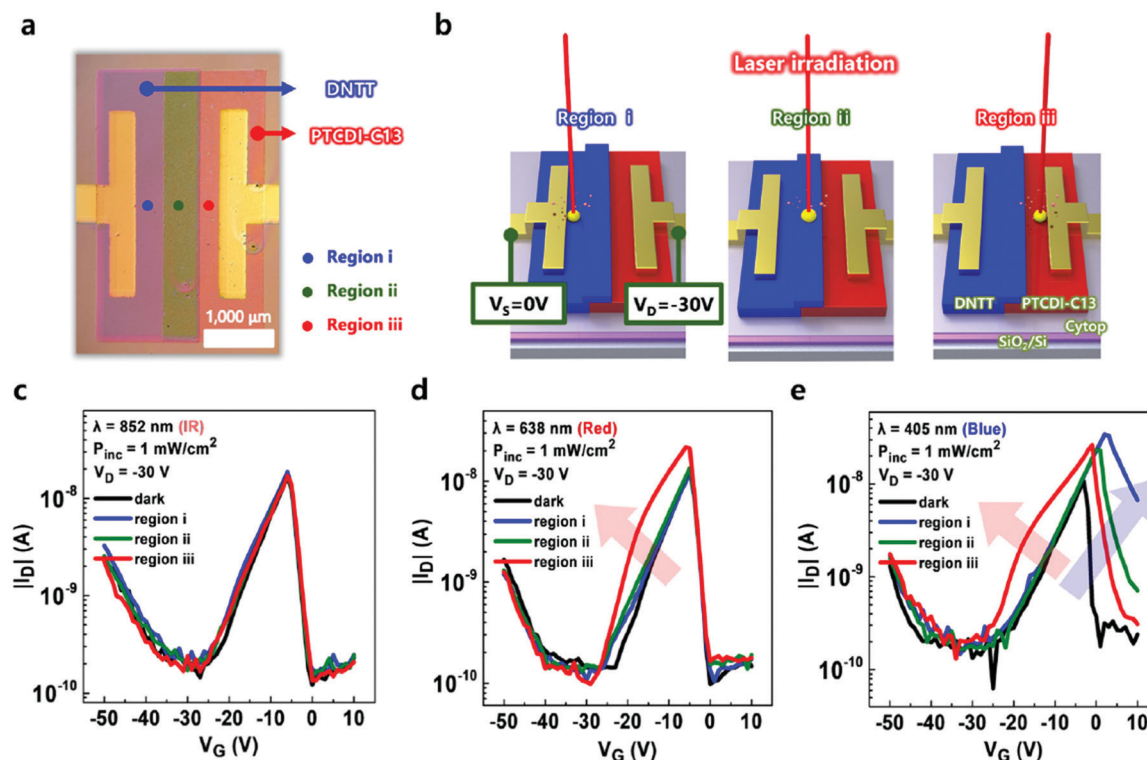 a
DNTT
PTCDI-C13
Region i
Region ii
Region iii
1,000 μm
b
Laser irradiation
Region i
Region ii
Region iii
V_S=0V
V_D=-30V
DNTT
PTCDI-C13
Cytop
SiO₂/Si
c
λ = 852 nm (IR)
P_inc = 1 mW/cm²
V_D = -30 V
dark
region i
region ii
region iii
|I_D| (A)
10⁻⁸
10⁻⁹
10⁻¹⁰
-50 -40 -30 -20 -10 0 10
V_G (V)
d
λ = 638 nm (Red)
P_inc = 1 mW/cm²
V_D = -30 V
dark
region i
region ii
region iii
|I_D| (A)
10⁻⁸
10⁻⁹
10⁻¹⁰
-50 -40 -30 -20 -10 0 10
V_G (V)
e
λ = 405 nm (Blue)
P_inc = 1 mW/cm²
V_D = -30 V
dark
region i
region ii
region iii
|I_D| (A)
10⁻⁸
10⁻⁹
10⁻¹⁰
-50 -40 -30 -20 -10 0 10
V_G (V)